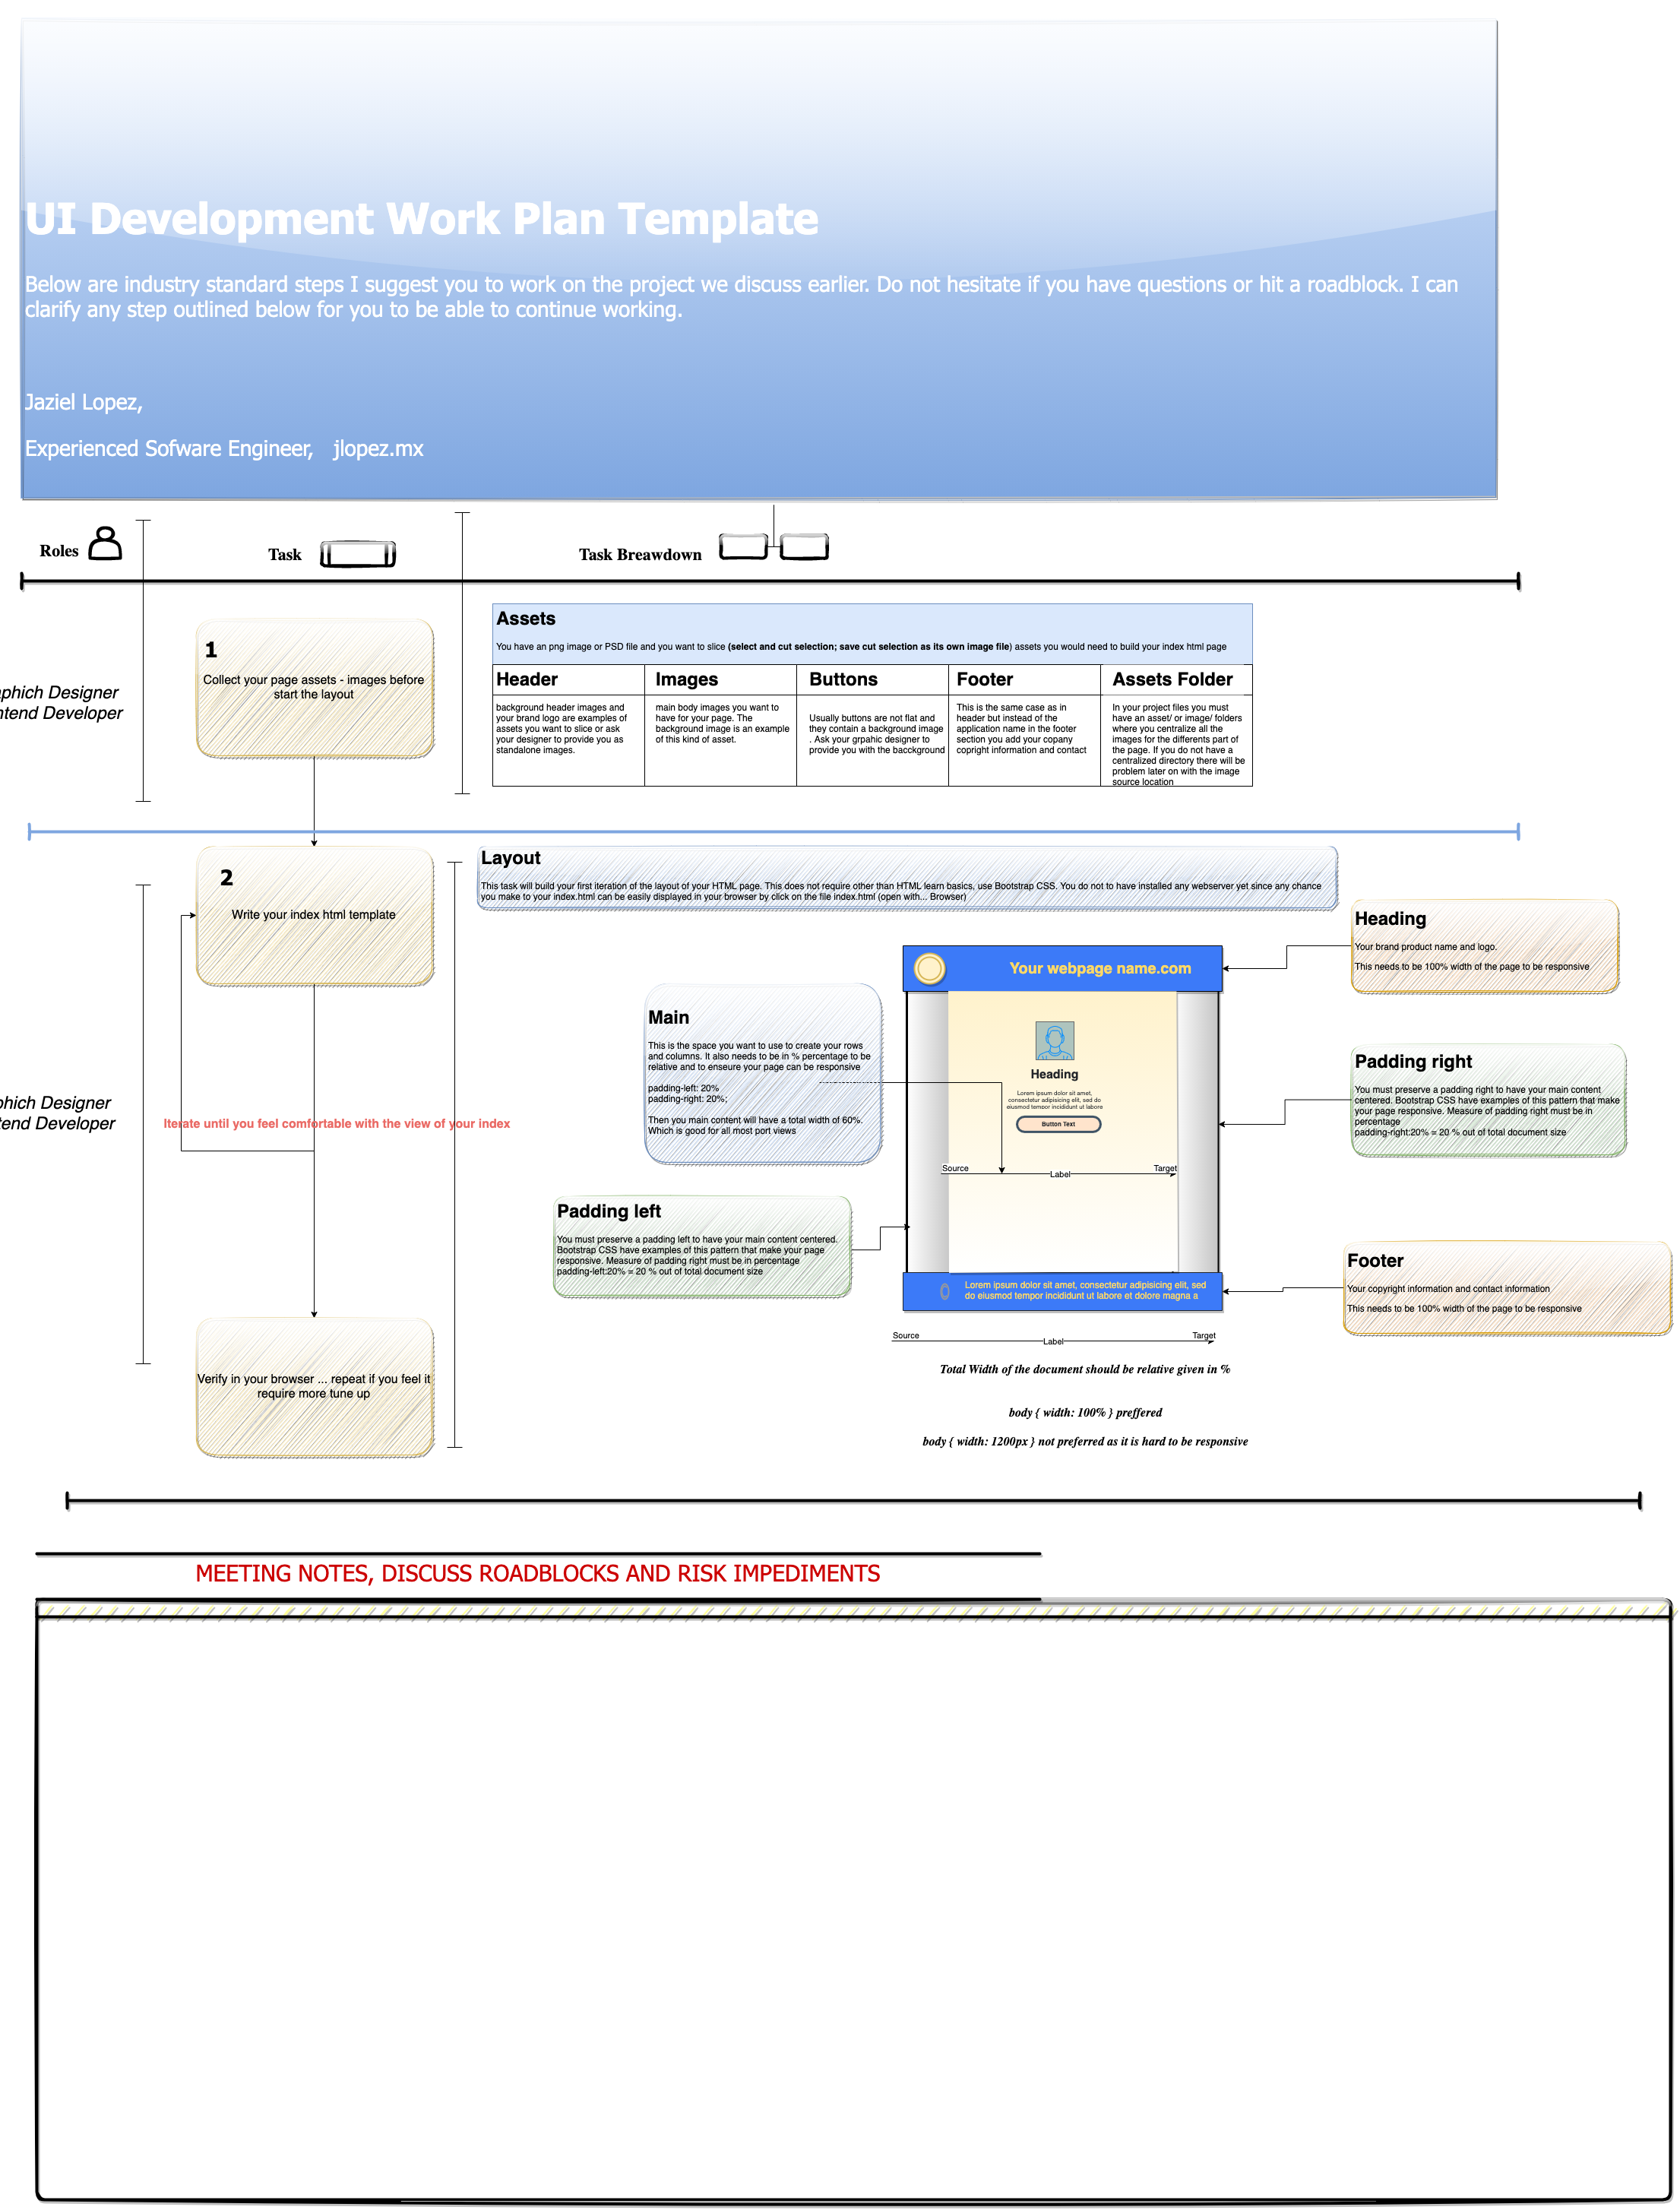 UI Development Work Plan Template
Below are industry standard steps I suggest you to work on the project we discuss earlier. Do not hesitate if you have questions or hit a roadblock. I can
clarify any step outlined below for you to be able to continue working.
Jaziel Lopez,
Experienced Sofware Engineer, jlopez.mx
Roles
Task
Task Breawdown
1
Collect your page assets - images before
start the layout
aphich Designer
ntend Developer
Assets
You have an png image or PSD file and you want to slice (select and cut selection; save cut selection as its own image file) assets you would need to build your index html page
Header
background header images and
your brand logo are examples of
assets you want to slice or ask
your designer to provide you as
standalone images.
Images
main body images you want to
have for your page. The
background image is an example
of this kind of asset.
Buttons
Usually buttons are not flat and
they contain a background image
. Ask your grpahic designer to
provide you with the bacckground
Footer
This is the same case as in
header but instead of the
application name in the footer
section you add your copany
copright information and contact
Assets Folder
In your project files you must
have an asset/ or image/ folders
where you centralize all the
images for the differents part of
the page. If you do not have a
centralized directory there will be
problem later on with the image
source location
2
Write your index html template
Layout
This task will build your first iteration of the layout of your HTML page. This does not require other than HTML learn basics, use Bootstrap CSS. You do not to have installed any webserver yet since any chance
you make to your index.html can be easily displayed in your browser by click on the file index.html (open with... Browser)
Heading
Your brand product name and logo.
This needs to be 100% width of the page to be responsive
Your webpage name.com
Main
This is the space you want to use to create your rows
and columns. It also needs to be in % percentage to be
relative and to enseure your page can be responsive
padding-left: 20%
padding-right: 20%;
Then you main content will have a total width of 60%.
Which is good for all most port views
Heading
Lorem ipsum dolor sit amet,
consectetur adipisicing elit, sed do
eiusmod tempor incididunt ut labore
Button Text
Source
Label
Target
Padding right
You must preserve a padding right to have your main content
centered. Bootstrap CSS have examples of this pattern that make
your page responsive. Measure of padding right must be in
percentage
padding-right:20% = 20 % out of total document size
phich Designer
tend Developer
Iterate until you feel comfortable with the view of your index
Padding left
You must preserve a padding left to have your main content centered.
Bootstrap CSS have examples of this pattern that make your page
responsive. Measure of padding right must be in percentage
padding-left:20% = 20 % out of total document size
Footer
Your copyright information and contact information
This needs to be 100% width of the page to be responsive
Lorem ipsum dolor sit amet, consectetur adipisicing elit, sed
do eiusmod tempor incididunt ut labore et dolore magna a
Source
Label
Target
Total Width of the document should be relative given in %
body { width: 100% } preffered
body { width: 1200px } not preferred as it is hard to be responsive
Verify in your browser ... repeat if you feel it
require more tune up
MEETING NOTES, DISCUSS ROADBLOCKS AND RISK IMPEDIMENTS